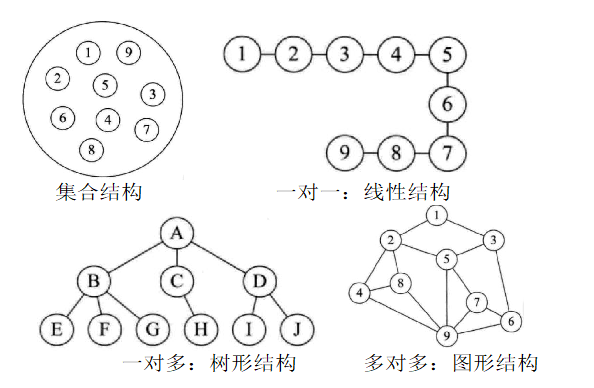 1 9
2 5 3
6 4 7
8
集合结构
1 2 3 4 5
6
9 8 7
一对一：线性结构
A
B C D
E F G H I J
一对多：树形结构
1
2 3
5
4 8
7
6
9
多对多：图形结构